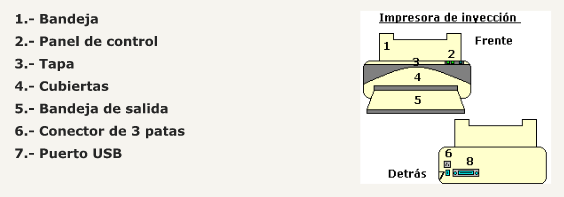 1.- Bandeja
2.- Panel de control
3.- Tapa
4.- Cubiertas
5.- Bandeja de salida
6.- Conector de 3 patas
7.- Puerto USB
Impresora de inyección
Frente
1
2
3
4
5
6
7
8
Detrás